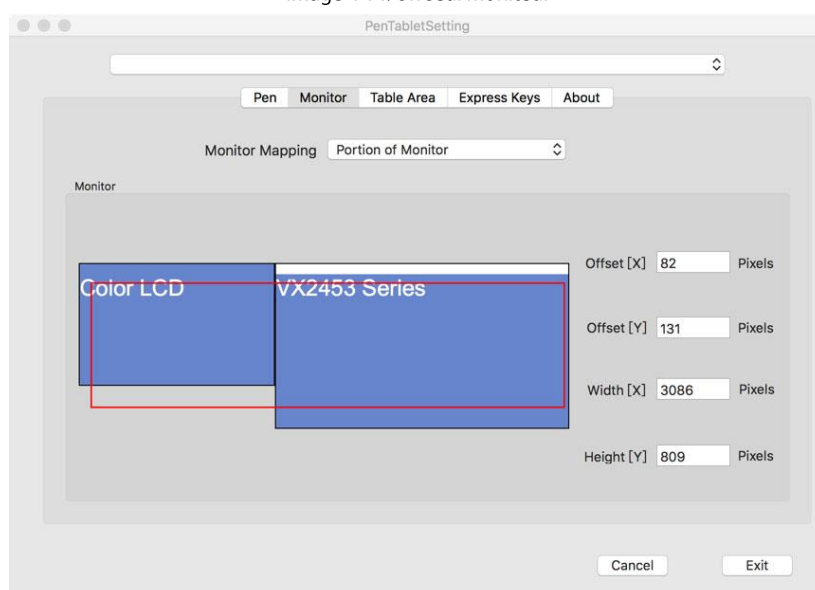 PenTabletSetting
Pen Monitor Table Area Express Keys About
Monitor Mapping Portion of Monitor
Monitor
Color LCD VX2453 Series
Offset [X] 82 Pixels
Offset [Y] 131 Pixels
Width [X] 3086 Pixels
Height [Y] 809 Pixels
Cancel Exit